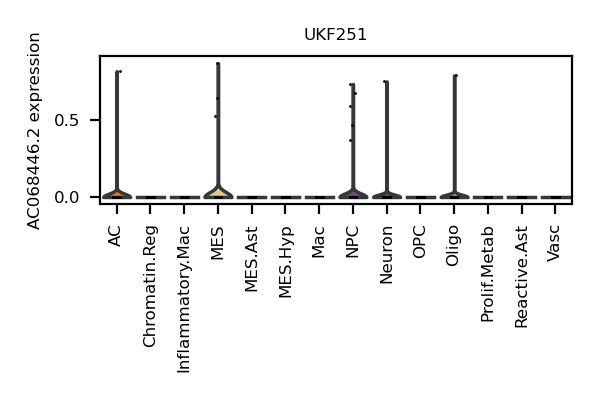 UKF251
AC068446.2 expression
0.5
0.0
AC
Chromatin.Reg
Inflammatory.Mac
MES
MES.Ast
MES.Hyp
Mac
NPC
Neuron
OPC
Oligo
Prolif.Metab
Reactive.Ast
Vasc